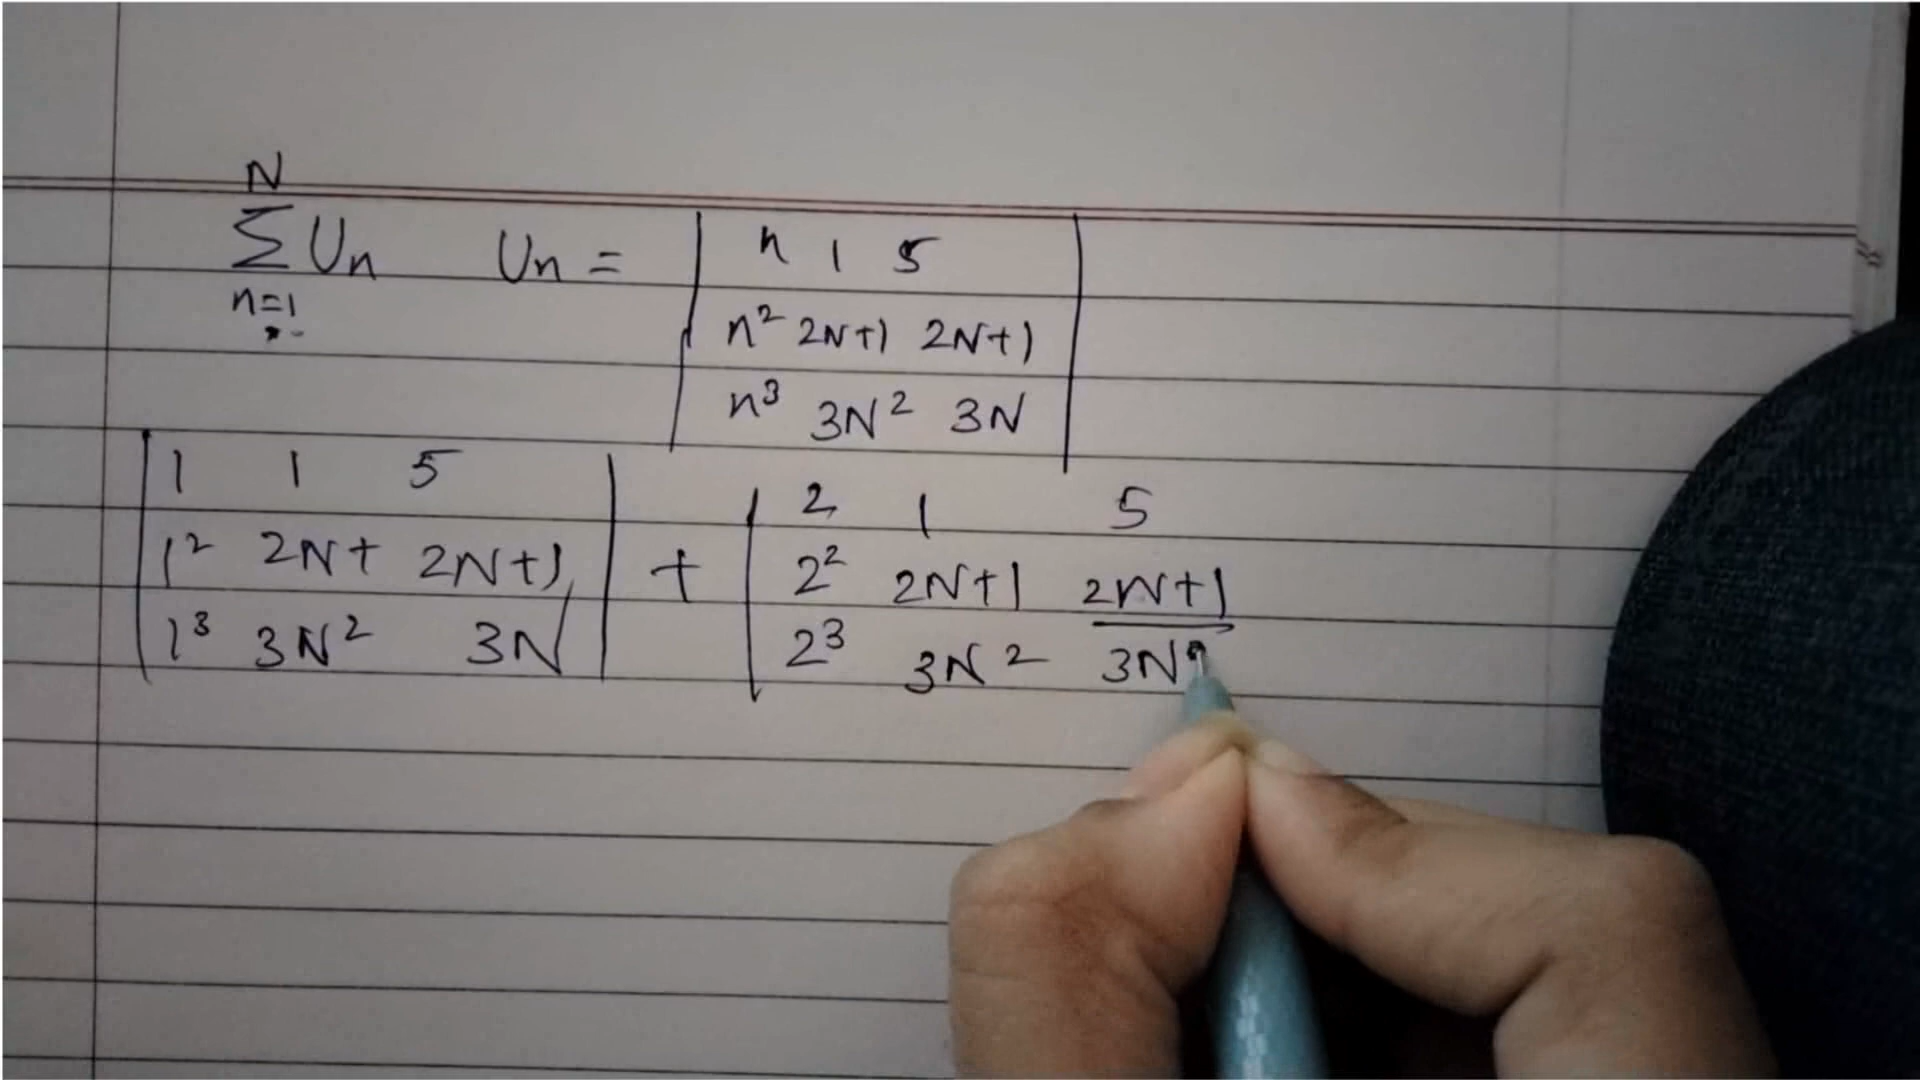 N
∑ Un   Un = | n 1 5 |
n=1
| n² 2N+1 2N+1 |
| n³ 3N² 3N |
| 1 1 5 | + | 2 1 5
| 1² 2N+ 2N+1 | | 2² 2N+1 2N+1
| 1³ 3N² 3N | | 2³ 3N² 3N